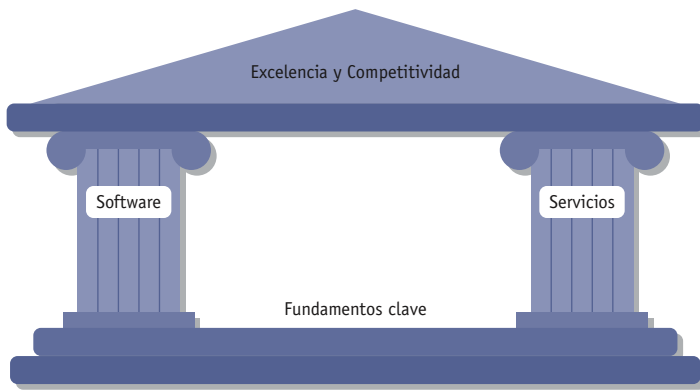 Excelencia y Competitividad
Software
Servicios
Fundamentos clave